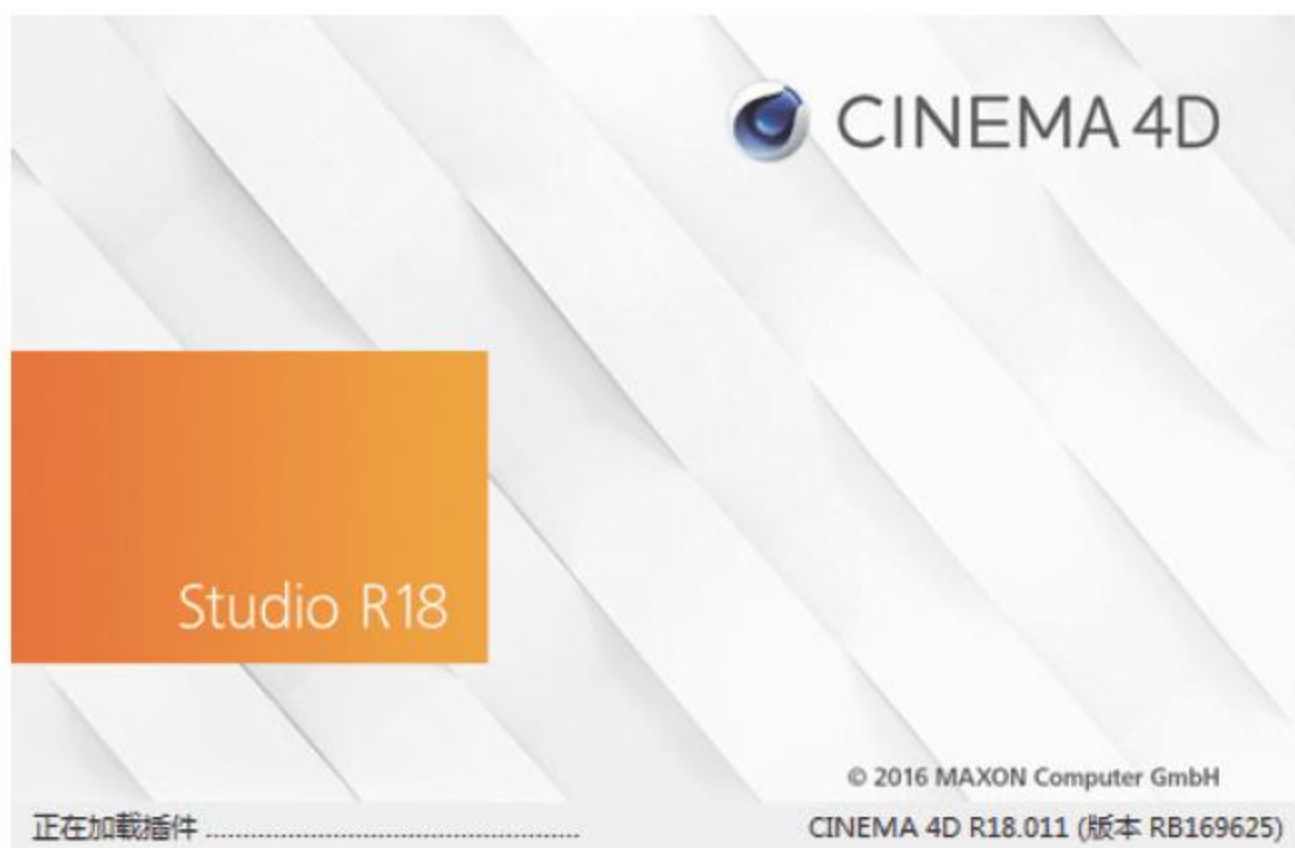 CINEMA 4D
Studio R18
© 2016 MAXON Computer GmbH
正在加载插件 ..................................................
CINEMA 4D R18.011 (版本 RB169625)